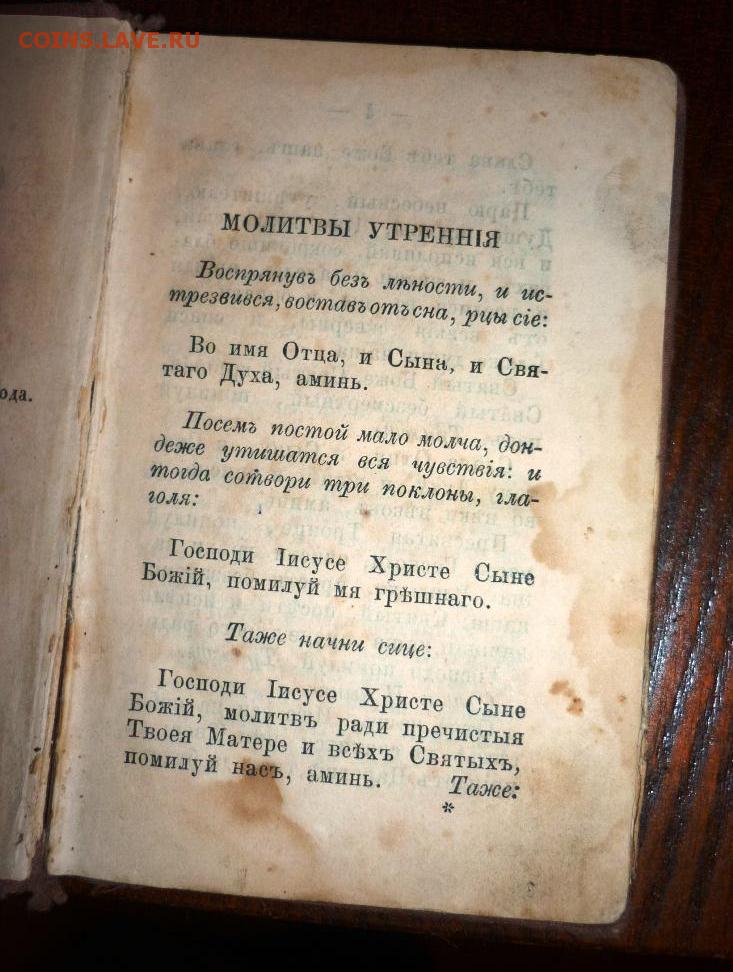 COINS.LAVE.RU
ода.
МОЛИТВЫ УТРЕННІЯ
Воспрянувъ безъ лѣности, и ис-
трезвився, воставъ отъ сна, рцы сіе:
Во имя Отца, и Сына, и Свя-
таго Духа, аминь.
Посемъ постой мало молча, дон-
деже утишатся вся чувствія: и
тогда сотвори три поклоны, гла-
голя:
Господи Іисусе Христе Сыне
Божій, помилуй мя грѣшнаго.
Таже начни сице:
Господи Іисусе Христе Сыне
Божій, молитвъ ради пречистыя
Твоея Матере и всѣхъ Святыхъ,
помилуй насъ, аминь. Таже:
*